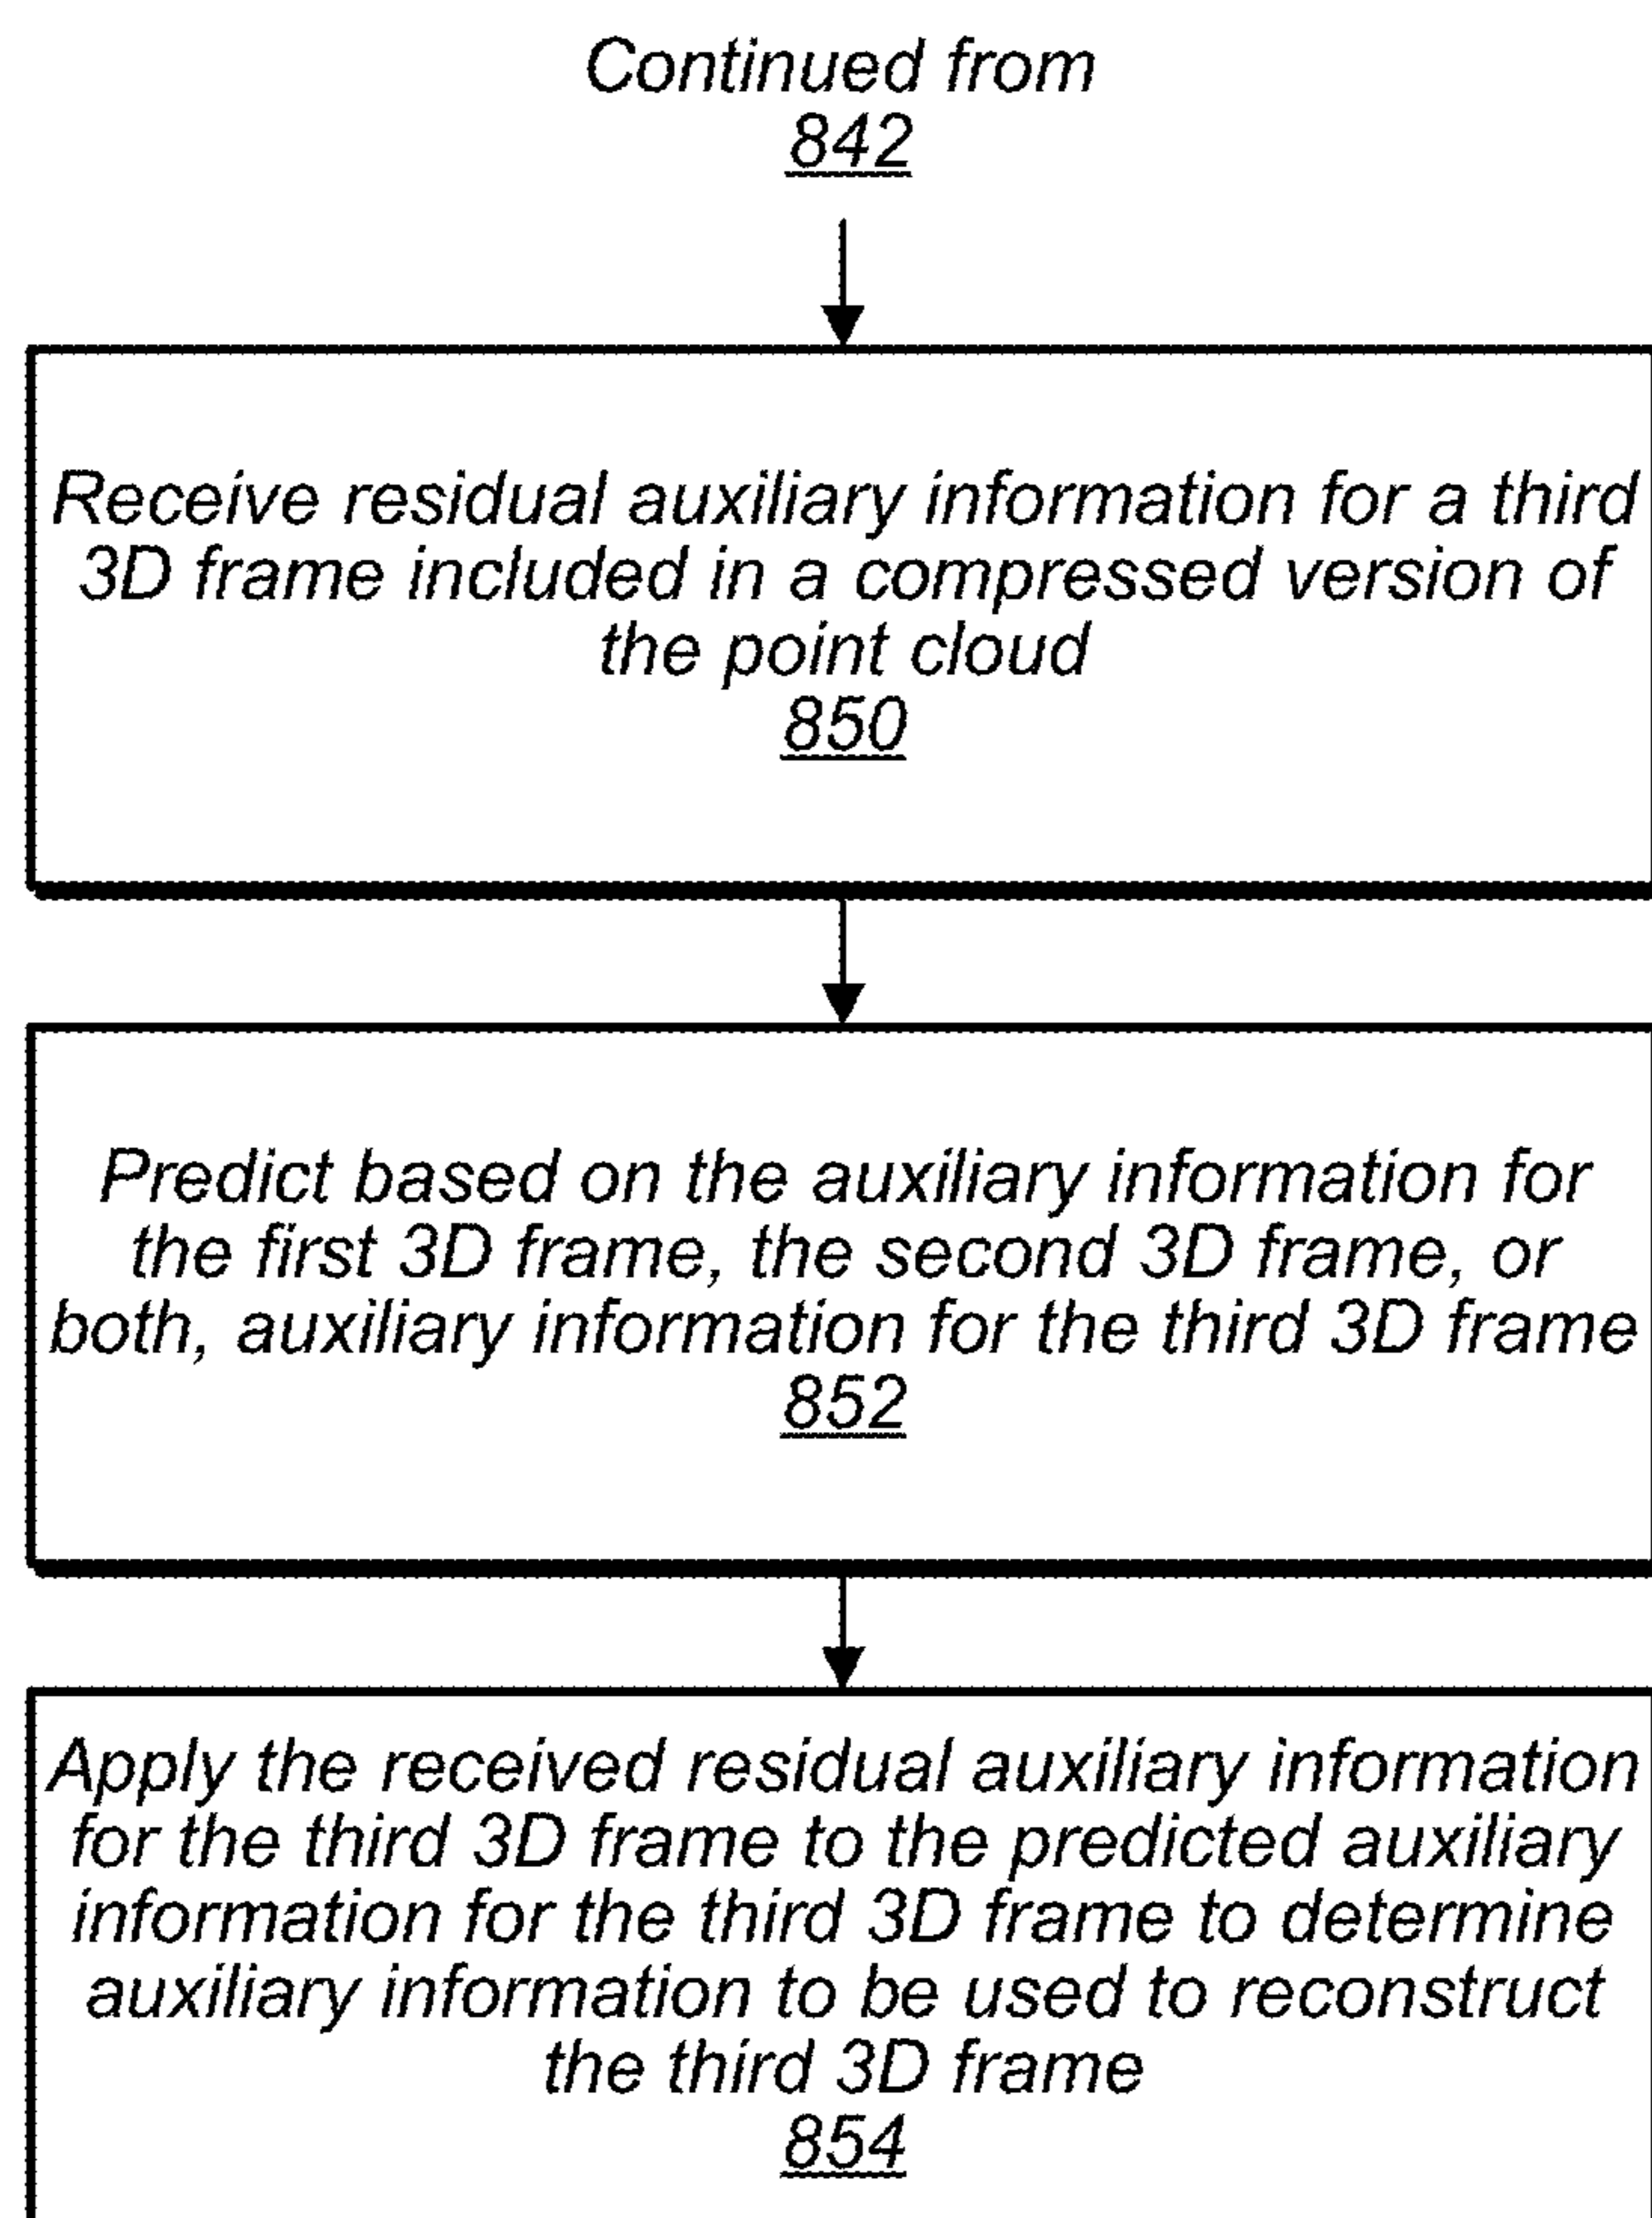 Continued from
842
Receive residual auxiliary information for a third
3D frame included in a compressed version of
the point cloud
850
Predict based on the auxiliary information for
the first 3D frame, the second 3D frame, or
both, auxiliary information for the third 3D frame
852
Apply the received residual auxiliary information
for the third 3D frame to the predicted auxiliary
information for the third 3D frame to determine
auxiliary information to be used to reconstruct
the third 3D frame
854